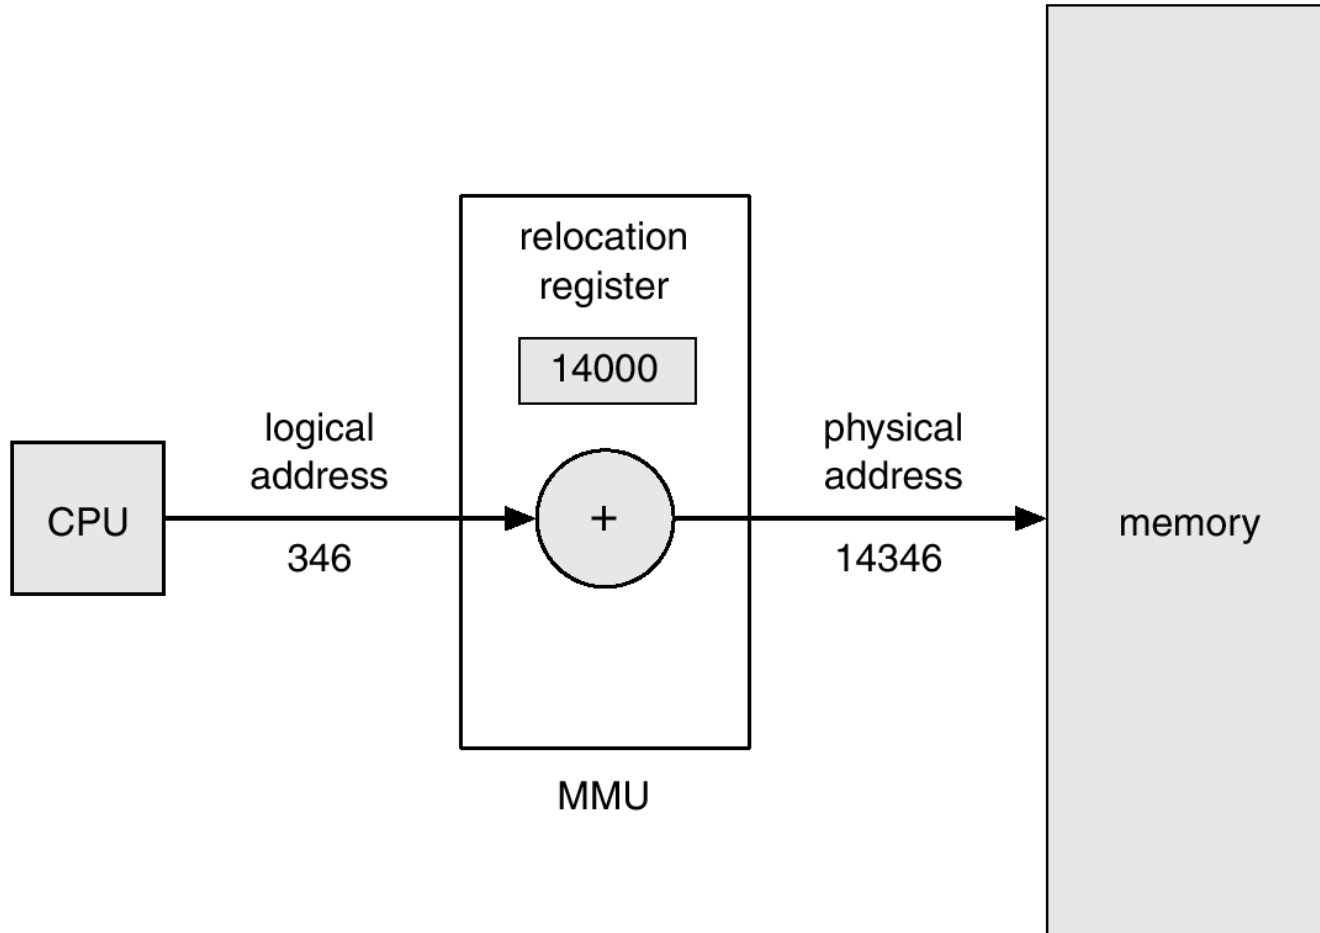 relocation
register
14000
logical
address
physical
address
CPU
+
memory
346
14346
MMU